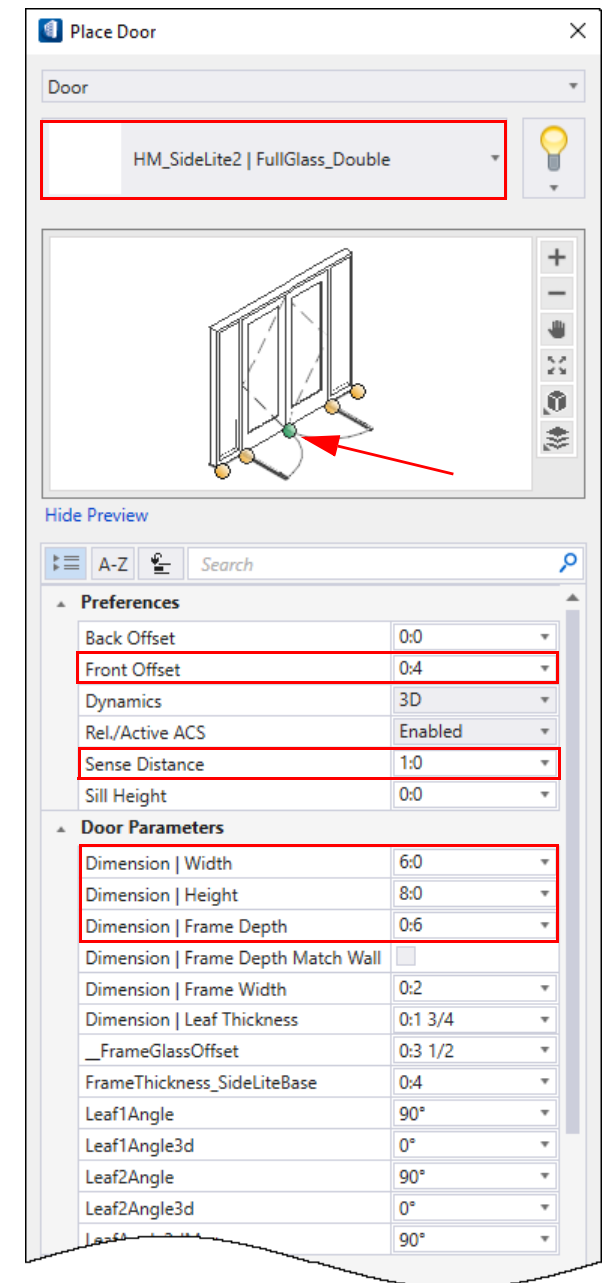 Place Door
Door
HM_SideLite2 | FullGlass_Double
Hide Preview
A-Z Search
Preferences
Back Offset 0:0
Front Offset 0:4
Dynamics 3D
Rel./Active ACS Enabled
Sense Distance 1:0
Sill Height 0:0
Door Parameters
Dimension | Width 6:0
Dimension | Height 8:0
Dimension | Frame Depth 0:6
Dimension | Frame Depth Match Wall
Dimension | Frame Width 0:2
Dimension | Leaf Thickness 0:1 3/4
__FrameGlassOffset 0:3 1/2
FrameThickness_SideLiteBase 0:4
Leaf1Angle 90°
Leaf1Angle3d 0°
Leaf2Angle 90°
Leaf2Angle3d 0°
90°